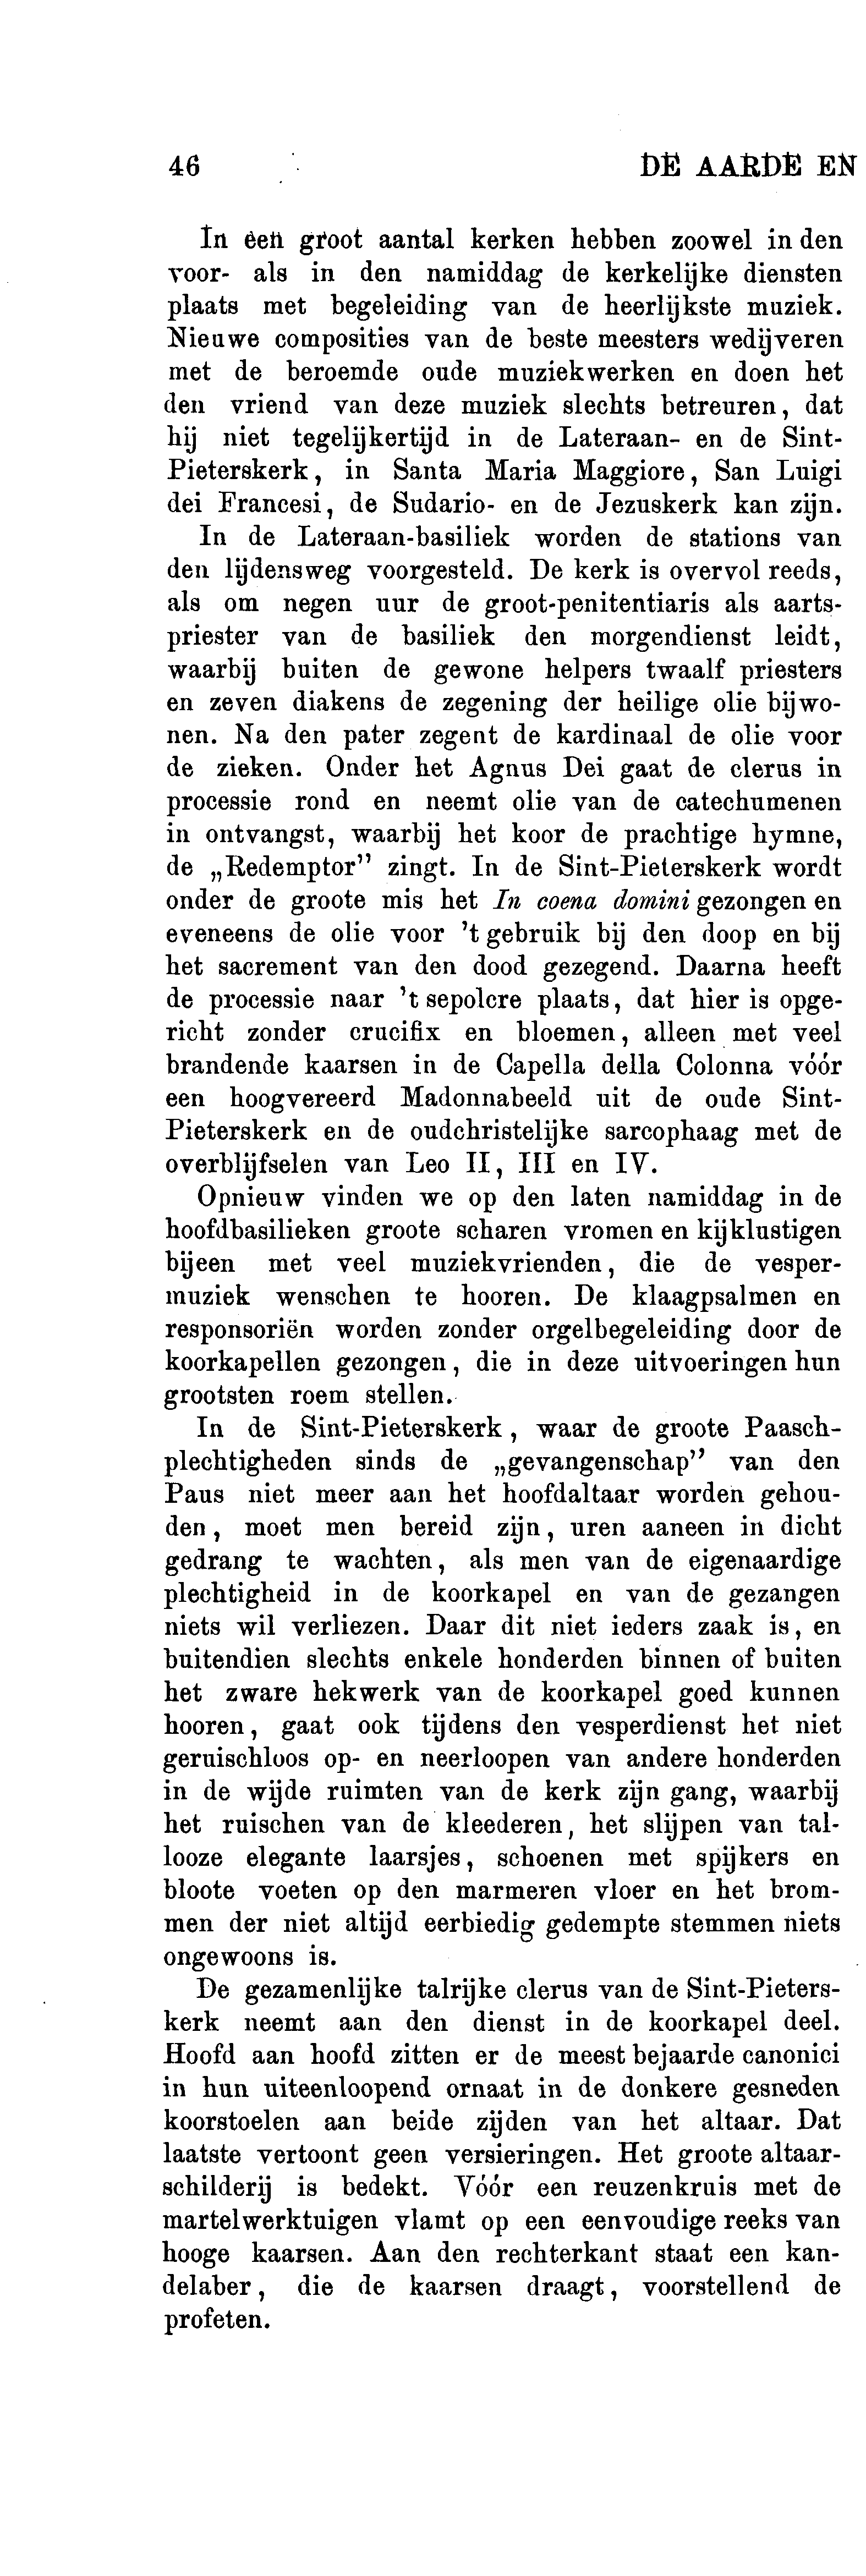 46 DE AARDE EN
In een groot aantal kerken hebben zoowel in den
voor- als in den namiddag de kerkelijke diensten
plaats met begeleiding van de heerlijkste muziek.
Nieuwe composities van de beste meesters wedijveren
met de beroemde oude muziekwerken en doen het
den vriend van deze muziek slechts betreuren, dat
hij niet tegelijkertijd in de Lateraan- en de Sint-
Pieterskerk, in Santa Maria Maggiore, San Luigi
dei Francesi, de Sudario- en de Jezuskerk kan zijn.
In de Lateraan-basiliek worden de stations van
den lijdensweg voorgesteld. De kerk is overvol reeds,
als om negen uur de groot-penitentiaris als aarts-
priester van de basiliek den morgendienst leidt,
waarbij buiten de gewone helpers twaalf priesters
en zeven diakens de zegening der heilige olie bijwo-
nen. Na den pater zegent de kardinaal de olie voor
de zieken. Onder het Agnus Dei gaat de clerus in
processie rond en neemt olie van de catechumenen
in ontvangst, waarbij het koor de prachtige hymne,
de „Redemptor” zingt. In de Sint-Pieterskerk wordt
onder de groote mis het In coena domini gezongen en
eveneens de olie voor 't gebruik bij den doop en bij
het sacrement van den dood gezegend. Daarna heeft
de processie naar 't sepolcre plaats, dat hier is opge-
richt zonder crucifix en bloemen, alleen met veel
brandende kaarsen in de Capella della Colonna vóór
een hoogvereerd Madonnabeeld uit de oude Sint-
Pieterskerk en de oudchristelijke sarcophaag met de
overblijfselen van Leo II, III en IV.
Opnieuw vinden we op den laten namiddag in de
hoofdbasilieken groote scharen vromen en kijklustigen
bijeen met veel muziekvrienden, die de vesper-
muziek wenschen te hooren. De klaagpsalmen en
responsoriën worden zonder orgelbegeleiding door de
koorkapellen gezongen, die in deze uitvoeringen hun
grootsten roem stellen.
In de Sint-Pieterskerk, waar de groote Paasch-
plechtigheden sinds de „gevangenschap” van den
Paus niet meer aan het hoofdaltaar worden gehou-
den, moet men bereid zijn, uren aaneen in dicht
gedrang te wachten, als men van de eigenaardige
plechtigheid in de koorkapel en van de gezangen
niets wil verliezen. Daar dit niet ieders zaak is, en
buitendien slechts enkele honderden binnen of buiten
het zware hekwerk van de koorkapel goed kunnen
hooren, gaat ook tijdens den vesperdienst het niet
geruischloos op- en neerloopen van andere honderden
in de wijde ruimten van de kerk zijn gang, waarbij
het ruischen van de kleederen, het slijpen van tal-
looze elegante laarsjes, schoenen met spijkers en
bloote voeten op den marmeren vloer en het brom-
men der niet altijd eerbiedig gedempte stemmen niets
ongewoons is.
De gezamenlijke talrijke clerus van de Sint-Pieters-
kerk neemt aan den dienst in de koorkapel deel.
Hoofd aan hoofd zitten er de meest bejaarde canonici
in hun uiteenloopend ornaat in de donkere gesneden
koorstoelen aan beide zijden van het altaar. Dat
laatste vertoont geen versieringen. Het groote altaar-
schilderij is bedekt. Vóór een reuzenkruis met de
martelwerktuigen vlamt op een eenvoudige reeks van
hooge kaarsen. Aan den rechterkant staat een kan-
delaber, die de kaarsen draagt, voorstellend de
profeten.